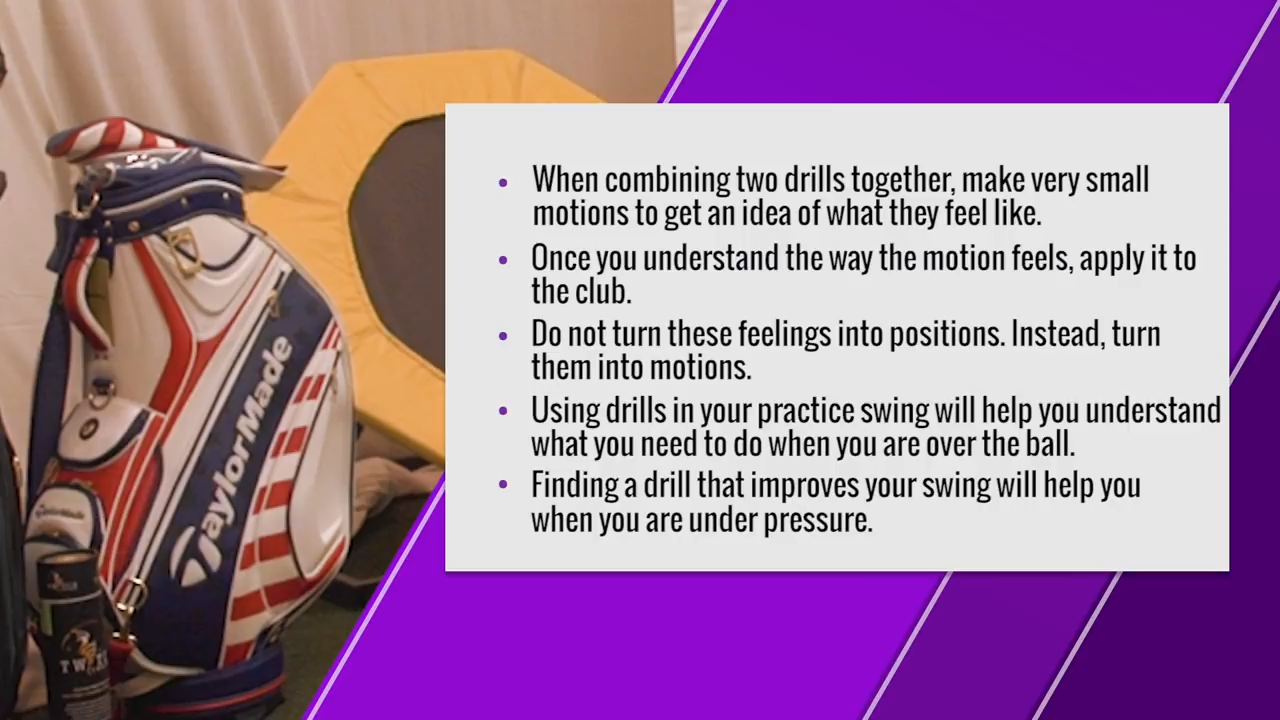 When combining two drills together, make very small
motions to get an idea of what they feel like.
Once you understand the way the motion feels, apply it to
the club.
Do not turn these feelings into positions. Instead, turn
them into motions.
Using drills in your practice swing will help you understand
what you need to do when you are over the ball.
Finding a drill that improves your swing will help you
when you are under pressure.
TaylorMade
TaylorMade